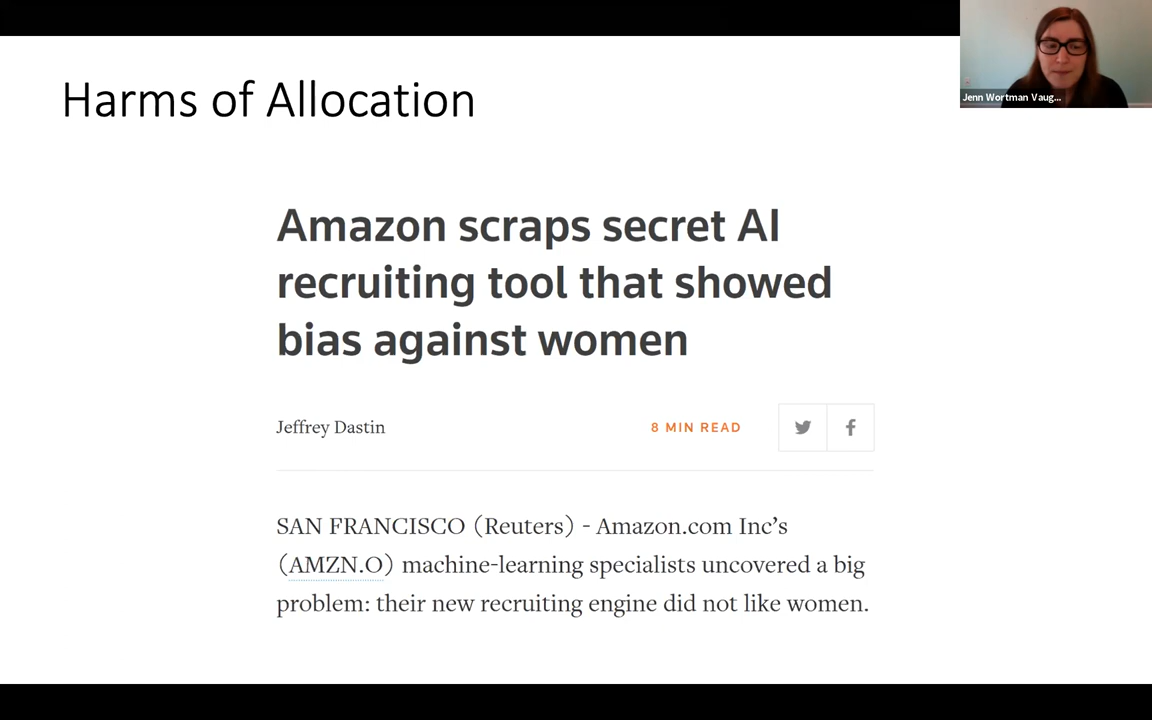 Harms of Allocation
Jenn Wortman Vaug...
Amazon scraps secret AI
recruiting tool that showed
bias against women
Jeffrey Dastin
8 MIN READ
SAN FRANCISCO (Reuters) - Amazon.com Inc’s
(AMZN.O) machine-learning specialists uncovered a big
problem: their new recruiting engine did not like women.